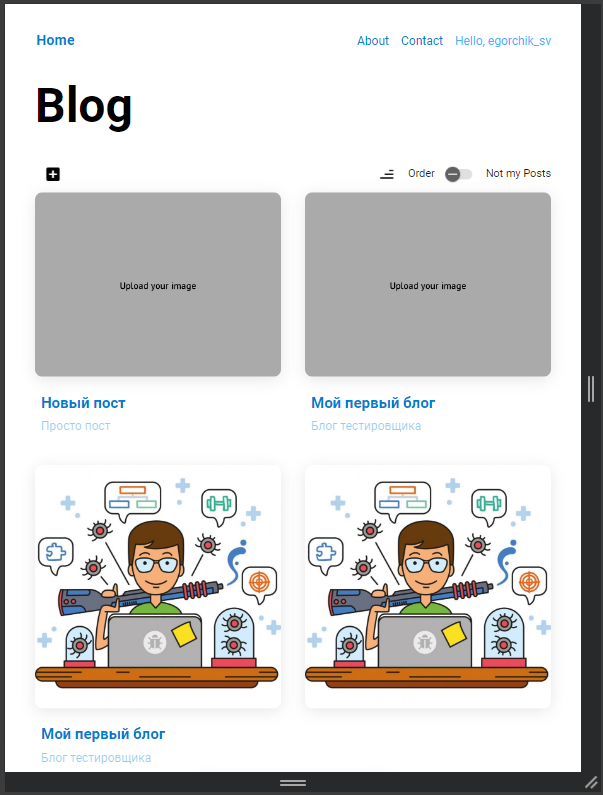 Home
About Contact Hello, egorchik_sv
Blog
Order Not my Posts
Upload your image
Upload your image
Новый пост
Просто пост
Мой первый блог
Блог тестировщика
Мой первый блог
Блог тестировщика